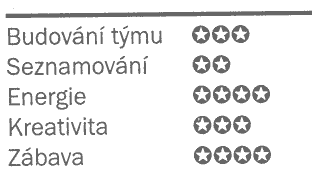 Budování týmu ✪✪✪
Seznamování ✪✪
Energie ✪✪✪✪
Kreativita ✪✪✪
Zábava ✪✪✪✪